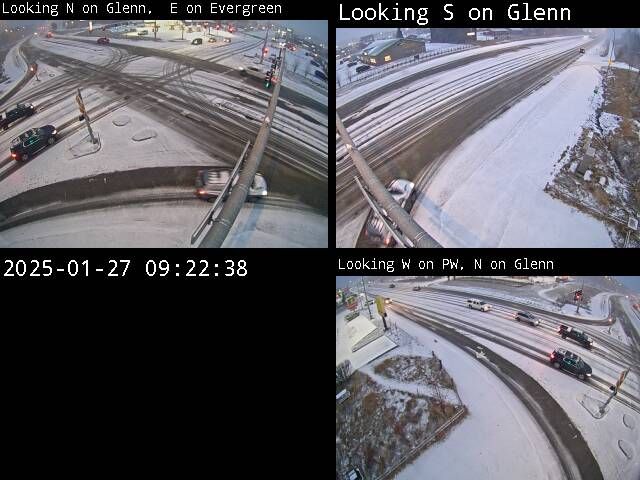 Looking N on Glenn,  E on Evergreen
Looking S on Glenn
2025-01-27 09:22:38
Looking W on PW, N on Glenn